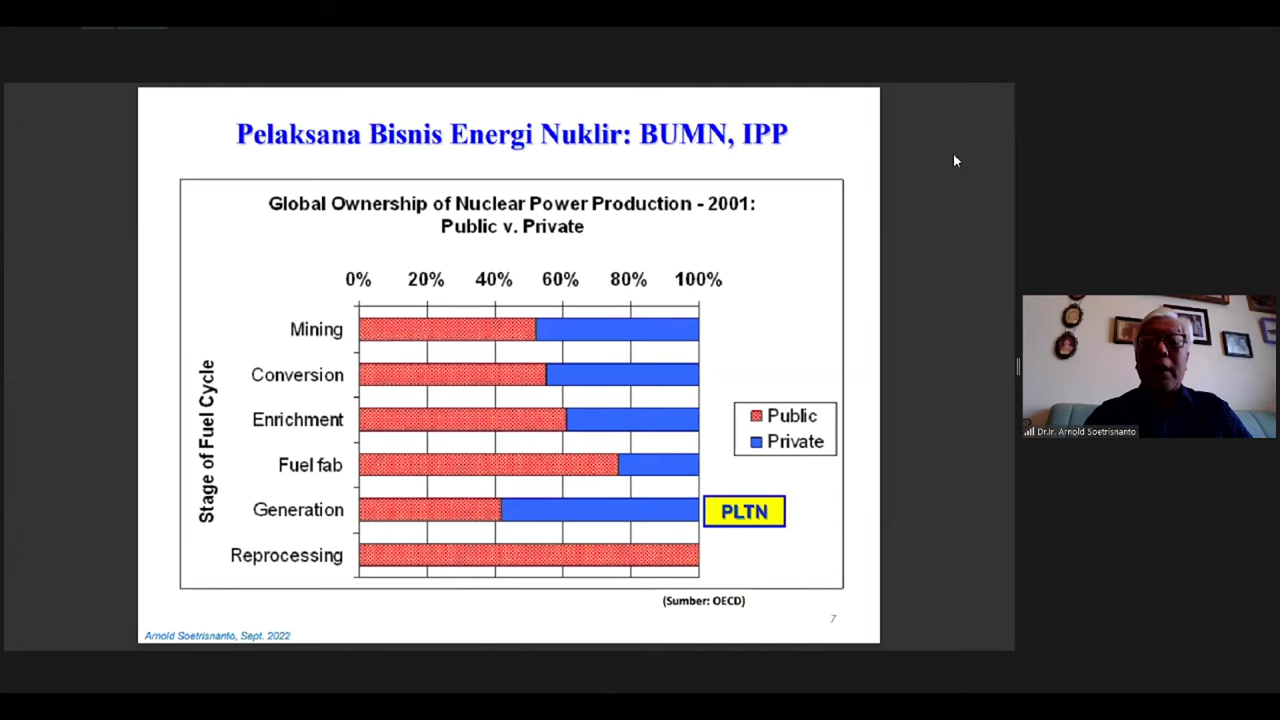 Pelaksana Bisnis Energi Nuklir: BUMN, IPP
Global Ownership of Nuclear Power Production - 2001:
Public v. Private
0% 20% 40% 60% 80% 100%
Stage of Fuel Cycle
Mining
Conversion
Enrichment
Fuel fab
Generation
Reprocessing
Public
Private
PLTN
(Sumber: OECD)
7
Arnold Soetrisnanto, Sept. 2022
Dr.Ir. Arnold Soetrisnanto